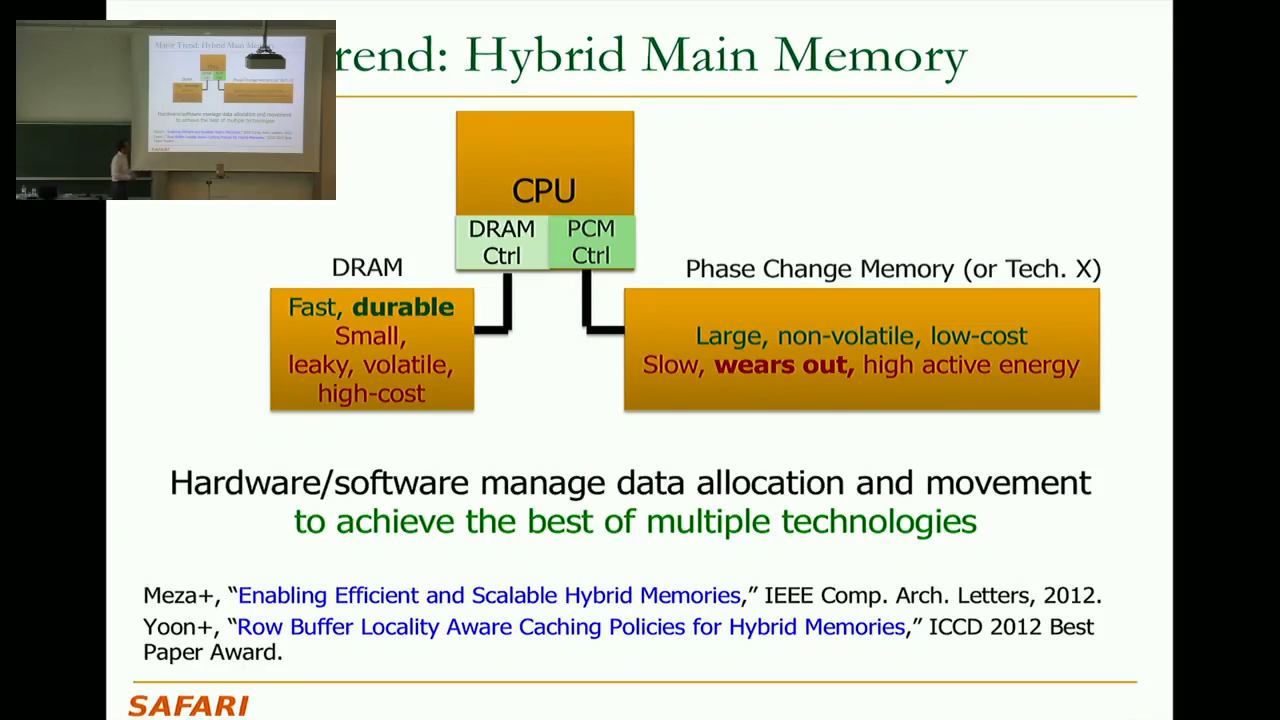 Major Trend: Hybrid Main Memory
CPU
DRAM Ctrl
PCM Ctrl
DRAM
Fast, durable
Small,
leaky, volatile,
high-cost
Phase Change Memory (or Tech. X)
Large, non-volatile, low-cost
Slow, wears out, high active energy
Hardware/software manage data allocation and movement
to achieve the best of multiple technologies
Meza+, “Enabling Efficient and Scalable Hybrid Memories,” IEEE Comp. Arch. Letters, 2012.
Yoon+, “Row Buffer Locality Aware Caching Policies for Hybrid Memories,” ICCD 2012 Best
Paper Award.
SAFARI